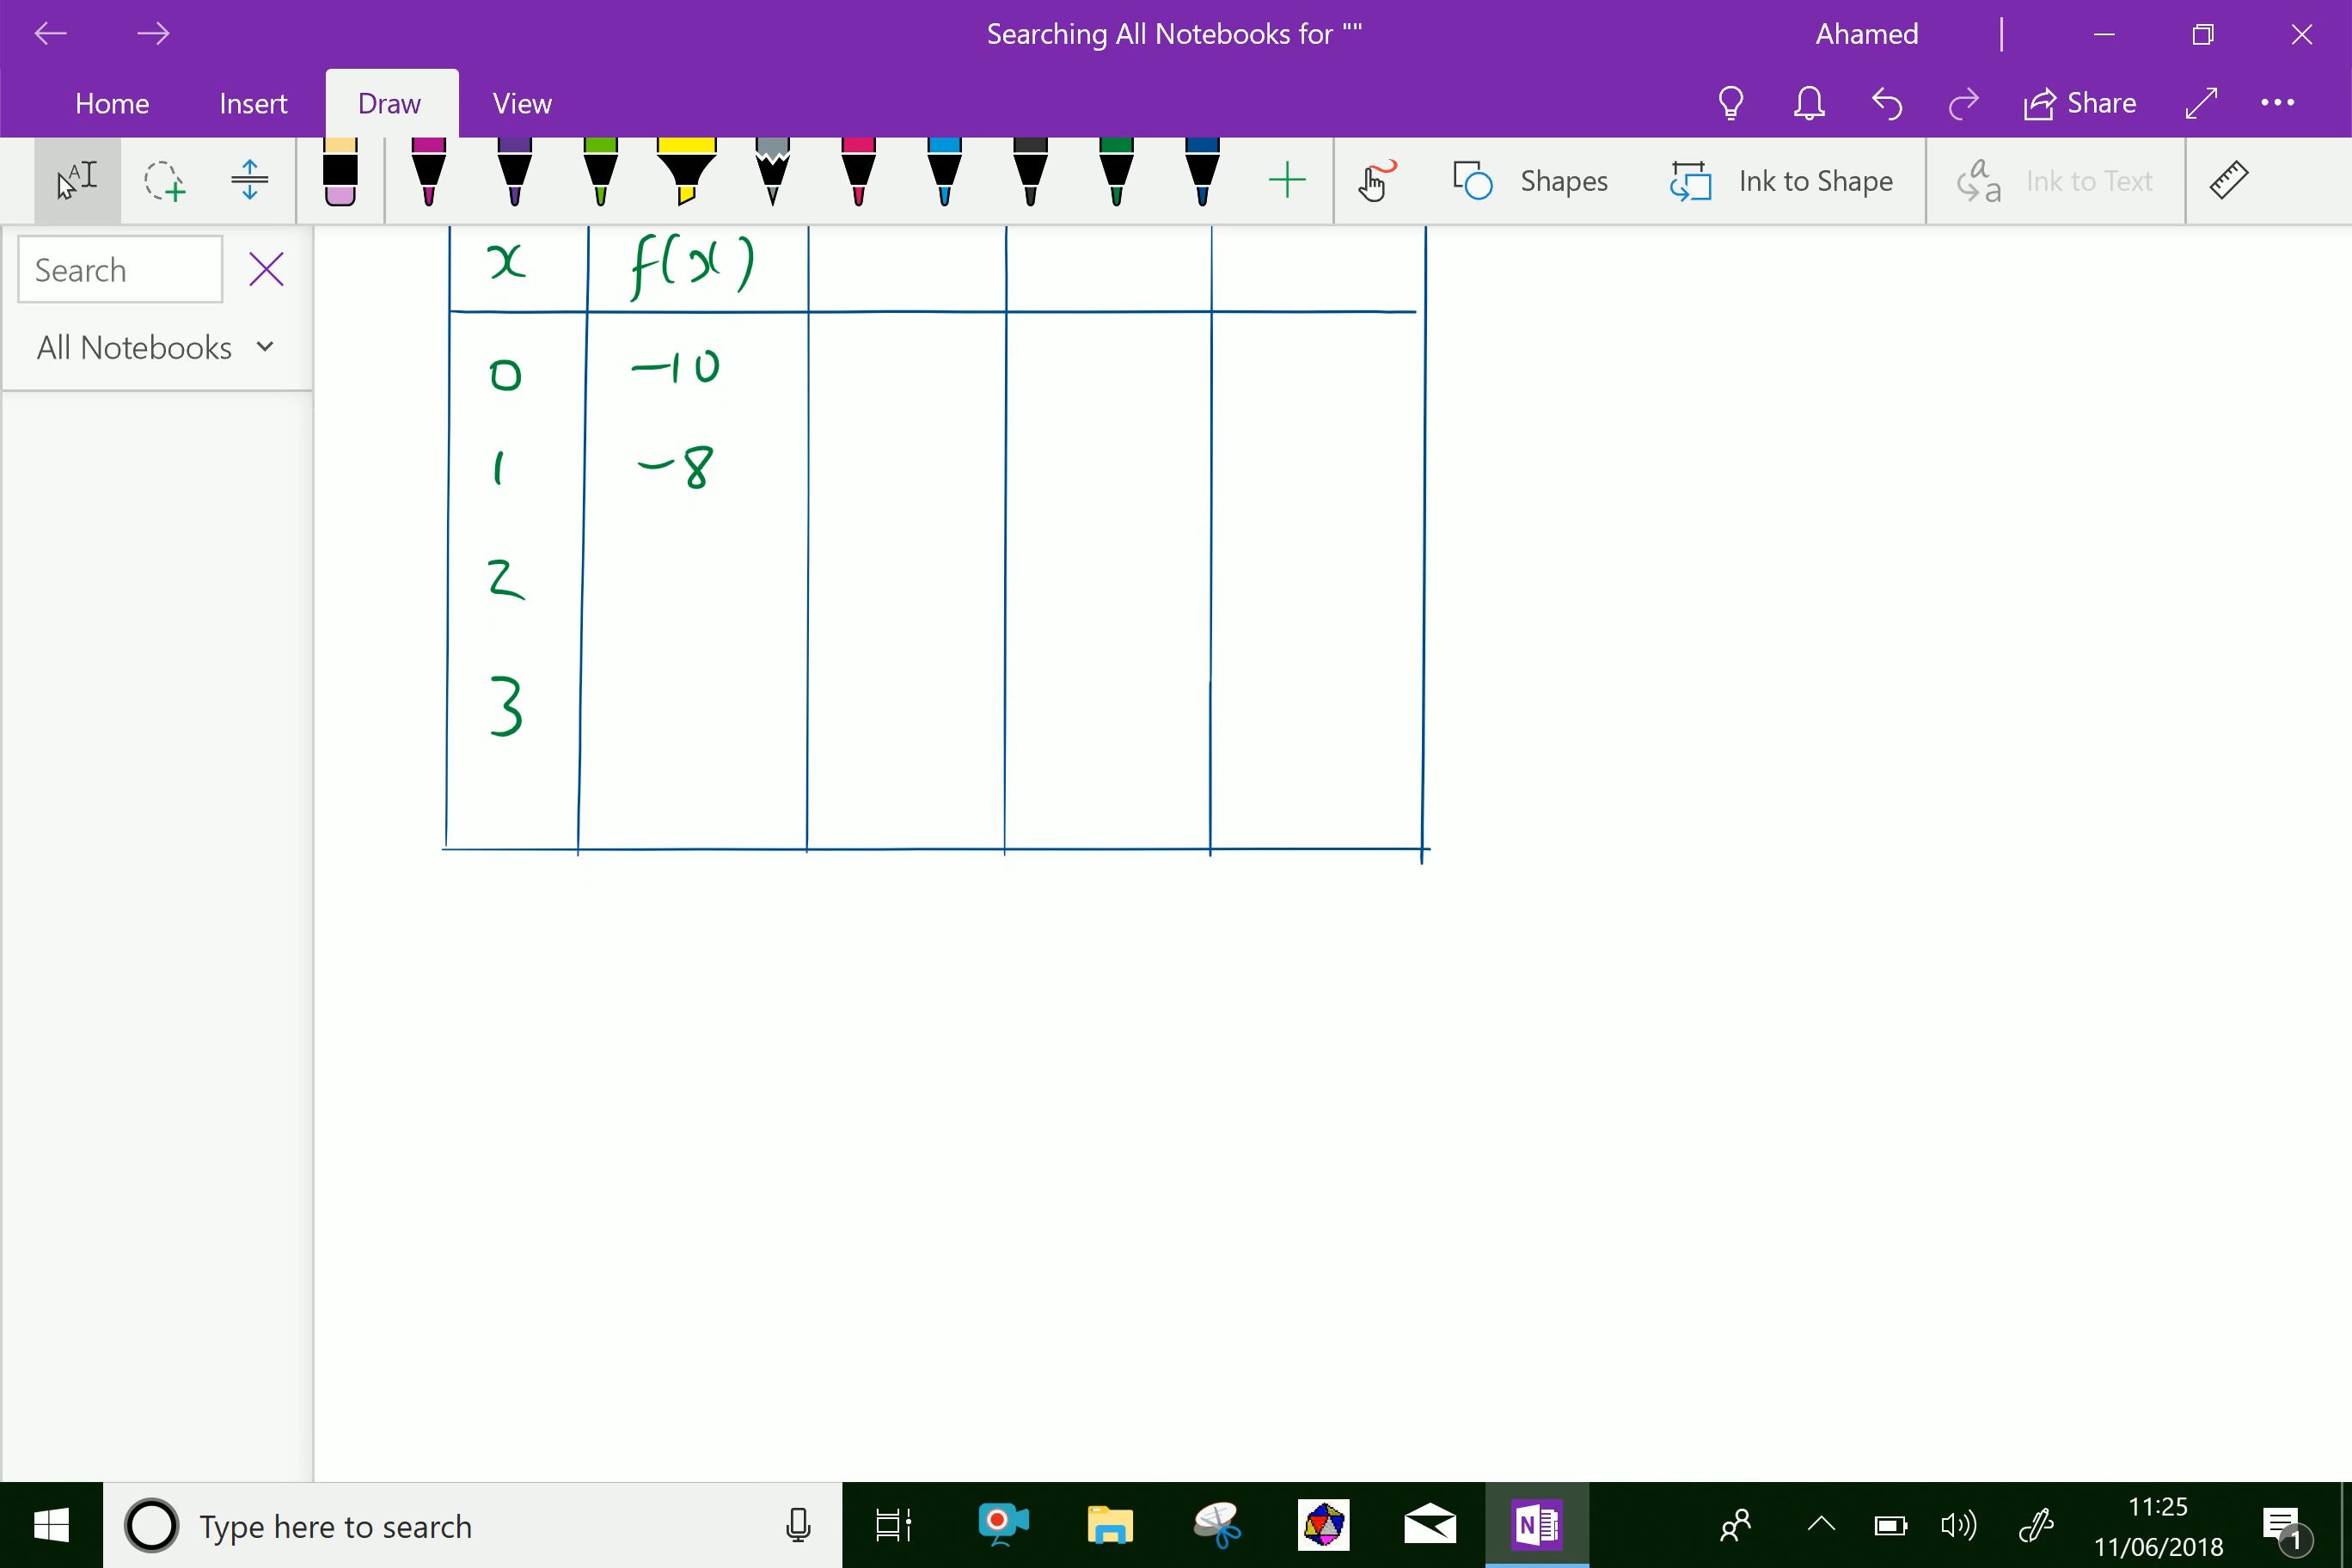 Searching All Notebooks for "" Ahamed
Home Insert Draw View Share
Shapes Ink to Shape Ink to Text
Search
All Notebooks
x f(x)
0 -10
1 -8
2
3
Type here to search
11:25
11/06/2018
1